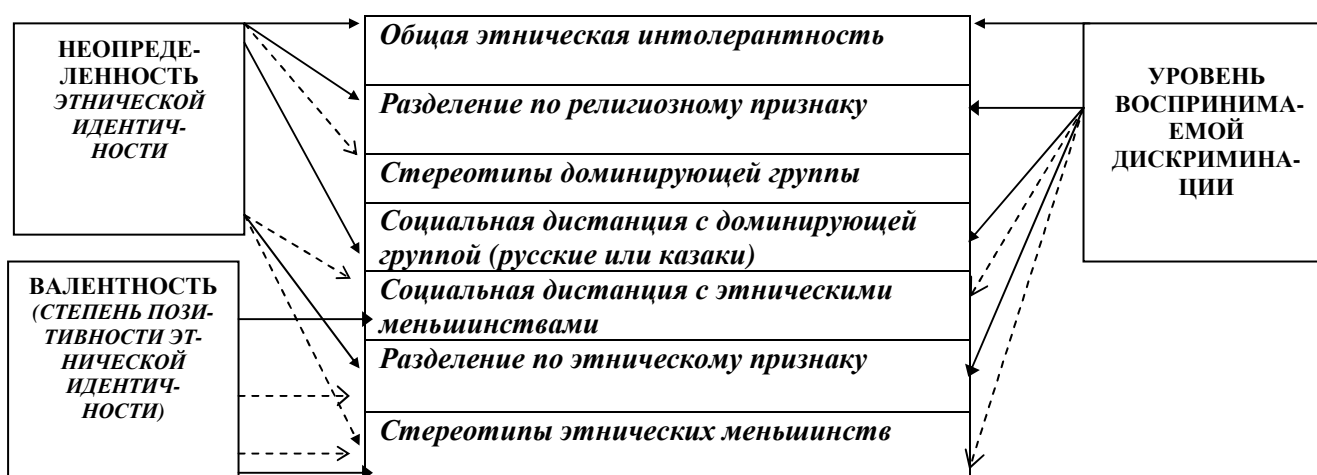 НЕОПРЕДЕ-
ЛЕННОСТЬ
ЭТНИЧЕСКОЙ
ИДЕНТИЧ-
НОСТИ
ВАЛЕНТНОСТЬ
(СТЕПЕНЬ ПОЗИ-
ТИВНОСТИ ЭТ-
НИЧЕСКОЙ
ИДЕНТИЧ-
НОСТИ)
Общая этническая интолерантность
Разделение по религиозному признаку
Стереотипы доминирующей группы
Социальная дистанция с доминирующей
группой (русские или казаки)
Социальная дистанция с этническими
меньшинствами
Разделение по этническому признаку
Стереотипы этнических меньшинств
УРОВЕНЬ
ВОСПРИНИМА-
ЕМОЙ
ДИСКРИМИНА-
ЦИИ